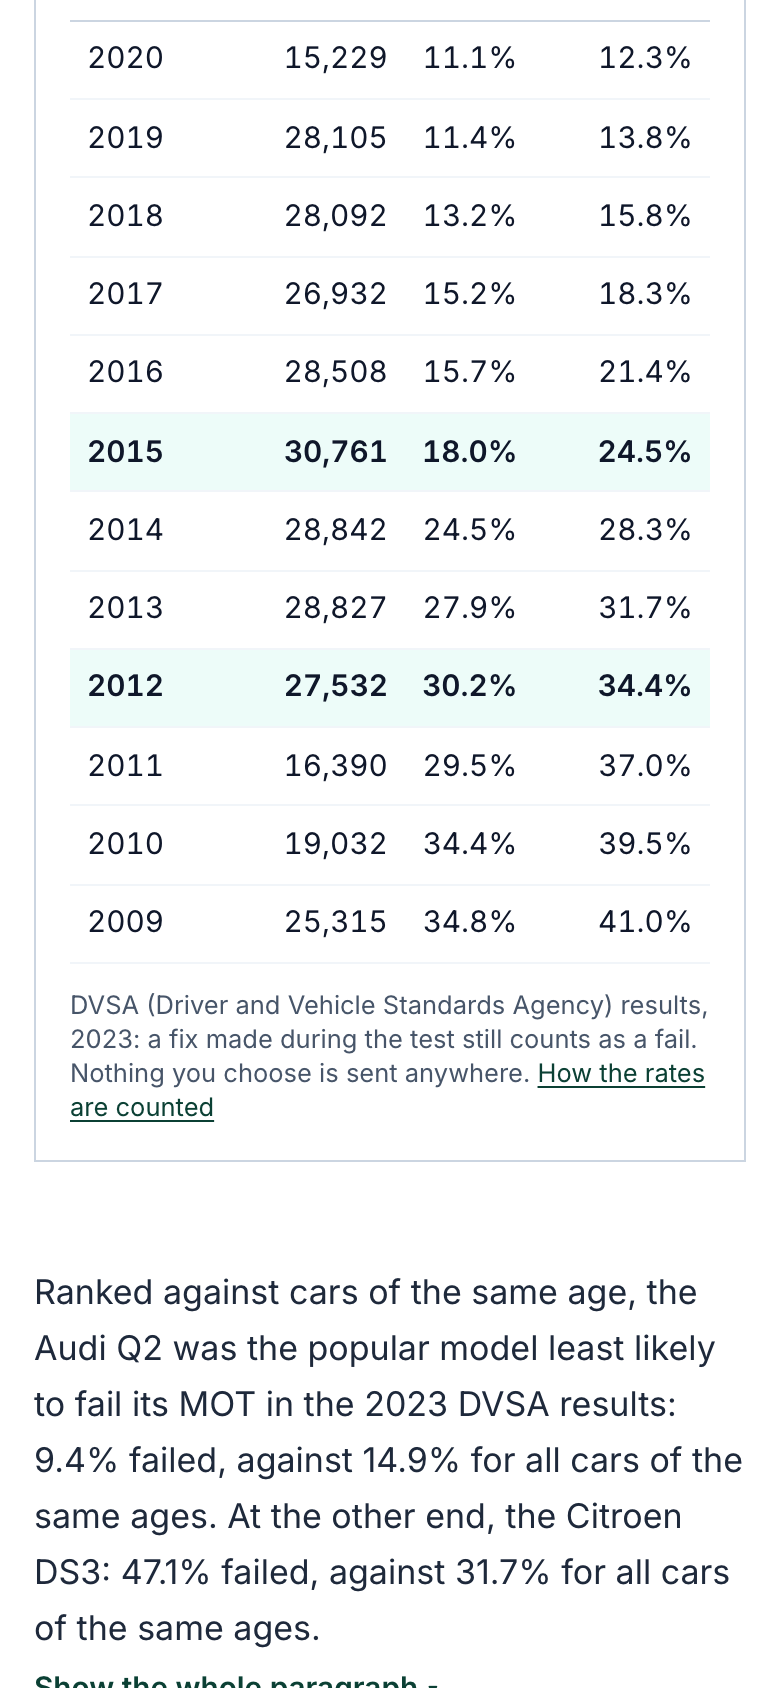 2020 15,229 11.1% 12.3%
2019 28,105 11.4% 13.8%
2018 28,092 13.2% 15.8%
2017 26,932 15.2% 18.3%
2016 28,508 15.7% 21.4%
2015 30,761 18.0% 24.5%
2014 28,842 24.5% 28.3%
2013 28,827 27.9% 31.7%
2012 27,532 30.2% 34.4%
2011 16,390 29.5% 37.0%
2010 19,032 34.4% 39.5%
2009 25,315 34.8% 41.0%
DVSA (Driver and Vehicle Standards Agency) results,
2023: a fix made during the test still counts as a fail.
Nothing you choose is sent anywhere. How the rates
are counted
Ranked against cars of the same age, the
Audi Q2 was the popular model least likely
to fail its MOT in the 2023 DVSA results:
9.4% failed, against 14.9% for all cars of the
same ages. At the other end, the Citroen
DS3: 47.1% failed, against 31.7% for all cars
of the same ages.
Show the whole paragraph